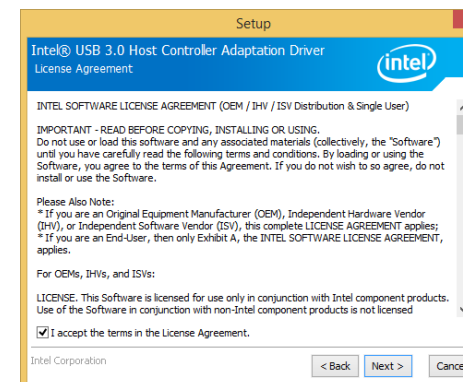 Setup
Intel® USB 3.0 Host Controller Adaptation Driver
License Agreement
intel
INTEL SOFTWARE LICENSE AGREEMENT (OEM / IHV / ISV Distribution & Single User)
IMPORTANT - READ BEFORE COPYING, INSTALLING OR USING.
Do not use or load this software and any associated materials (collectively, the "Software")
until you have carefully read the following terms and conditions. By loading or using the
Software, you agree to the terms of this Agreement. If you do not wish to so agree, do not
install or use the Software.
Please Also Note:
* If you are an Original Equipment Manufacturer (OEM), Independent Hardware Vendor
(IHV), or Independent Software Vendor (ISV), this complete LICENSE AGREEMENT applies;
* If you are an End-User, then only Exhibit A, the INTEL SOFTWARE LICENSE AGREEMENT,
applies.
For OEMs, IHVs, and ISVs:
LICENSE. This Software is licensed for use only in conjunction with Intel component products.
Use of the Software in conjunction with non-Intel component products is not licensed
I accept the terms in the License Agreement.
Intel Corporation
< Back Next > Cance